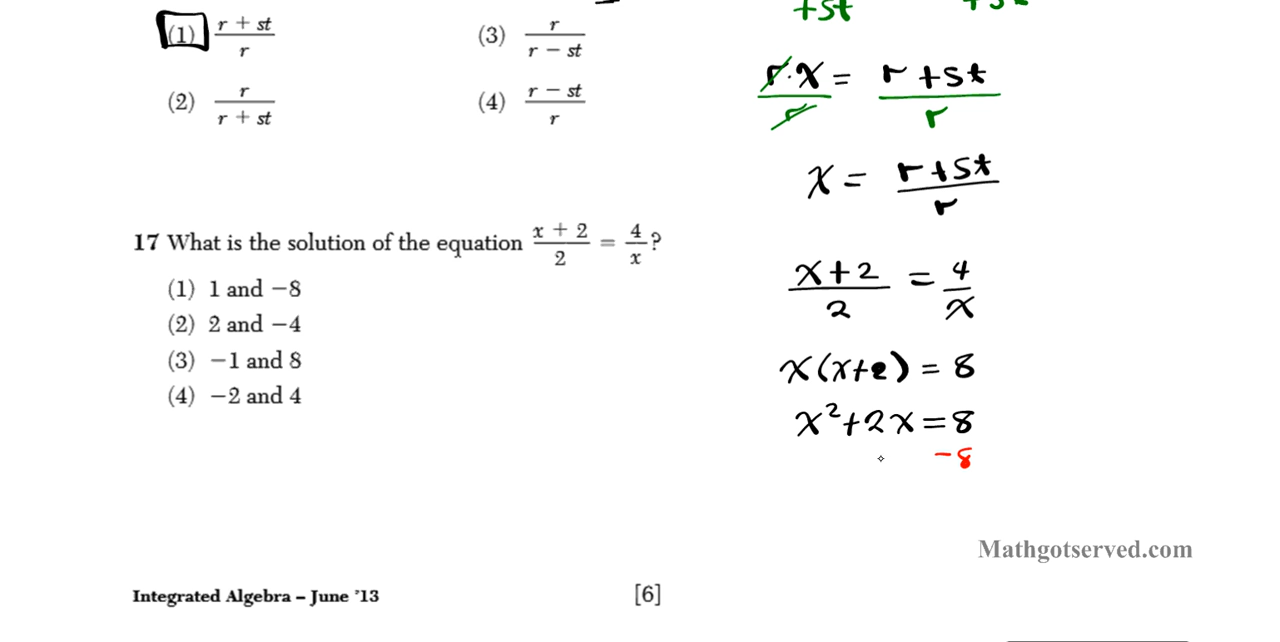 (1) r + st / r
(3) r / r − st
(2) r / r + st
(4) r − st / r
17 What is the solution of the equation x + 2 / 2 = 4 / x ?
(1) 1 and −8
(2) 2 and −4
(3) −1 and 8
(4) −2 and 4
Integrated Algebra – June ’13
[6]
+st
r·x / r = r+st / r
x = r+st / r
x+2 / 2 = 4 / x
x(x+2) = 8
x²+2x=8
−8
Mathgotserved.com